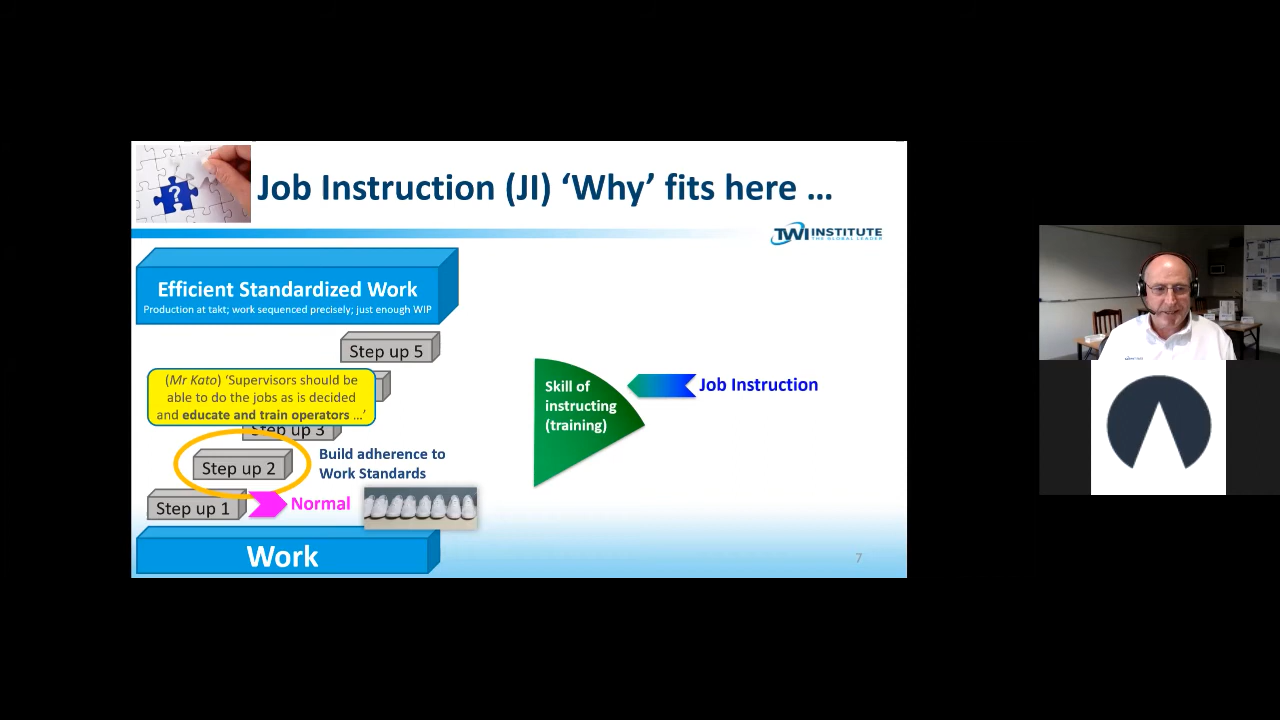 Job Instruction (JI) ‘Why’ fits here …
?
TWI INSTITUTE
THE GLOBAL LEADER
Efficient Standardized Work
Production at takt; work sequenced precisely; just enough WIP
Step up 5
(Mr Kato) ‘Supervisors should be
able to do the jobs as is decided
and educate and train operators …’
Step up 3
Step up 2
Build adherence to
Work Standards
Step up 1
Normal
Work
Skill of
instructing
(training)
Job Instruction
7